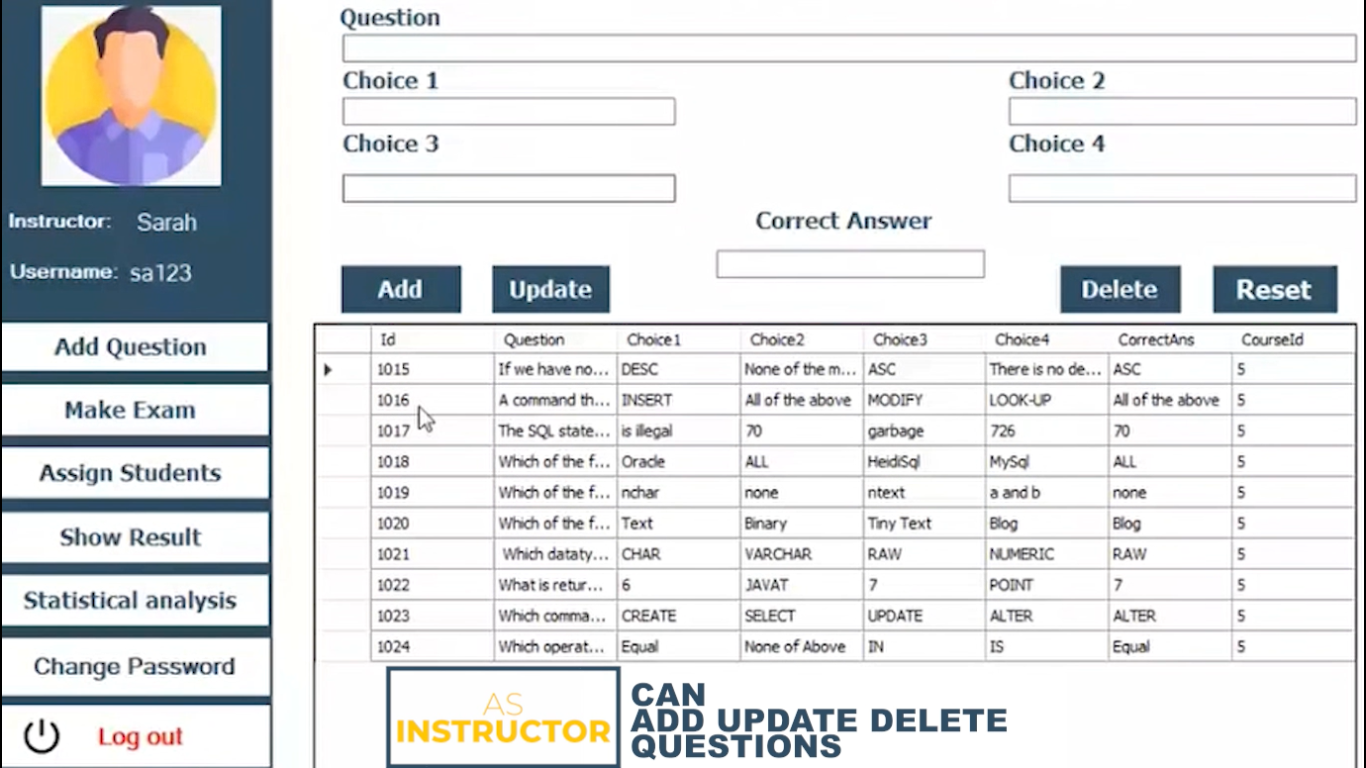 Question
Choice 1
Choice 2
Choice 3
Choice 4
Correct Answer
Instructor: Sarah
Username: sa123
Add Update Delete Reset
Add Question
Make Exam
Assign Students
Show Result
Statistical analysis
Change Password
Log out
Id Question Choice1 Choice2 Choice3 Choice4 CorrectAns CourseId
1015 If we have no... DESC None of the m... ASC There is no de... ASC 5
1016 A command th... INSERT All of the above MODIFY LOOK-UP All of the above 5
1017 The SQL state... is illegal 70 garbage 726 70 5
1018 Which of the f... Oracle ALL HeidiSql MySql ALL 5
1019 Which of the f... nchar none ntext a and b none 5
1020 Which of the f... Text Binary Tiny Text Blog Blog 5
1021 Which dataty... CHAR VARCHAR RAW NUMERIC RAW 5
1022 What is retur... 6 JAVAT 7 POINT 7 5
1023 Which comma... CREATE SELECT UPDATE ALTER ALTER 5
1024 Which operat... Equal None of Above IN IS Equal 5
AS
INSTRUCTOR
CAN
ADD UPDATE DELETE
QUESTIONS